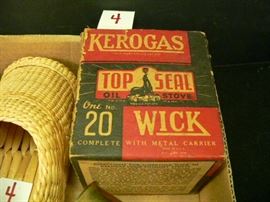 4
KEROGAS
TOP SEAL
OIL STOVE
One No.
20 WICK
COMPLETE WITH METAL CARRIER
4